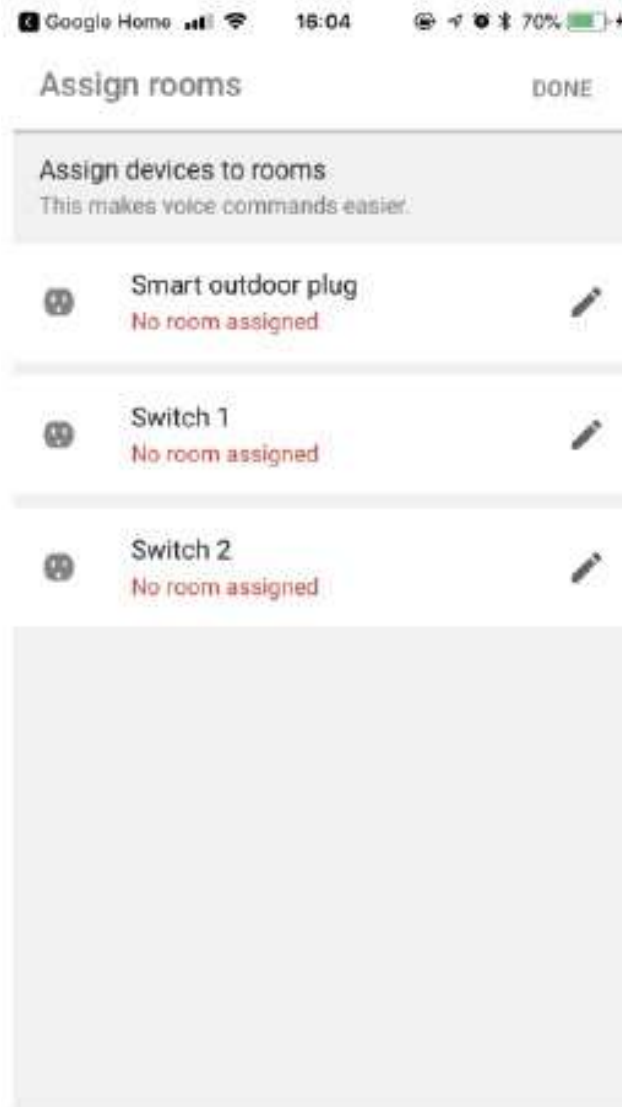 Google Home 16:04 70%
Assign rooms DONE
Assign devices to rooms
This makes voice commands easier.
Smart outdoor plug
No room assigned
Switch 1
No room assigned
Switch 2
No room assigned